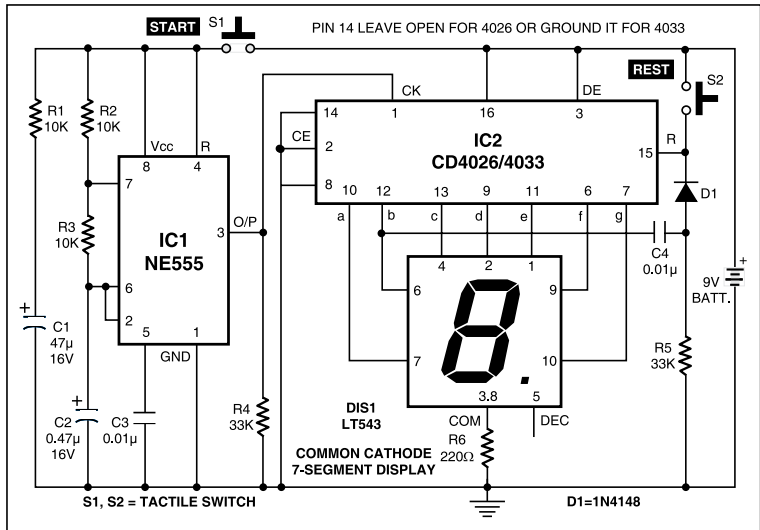 START
S1
PIN 14 LEAVE OPEN FOR 4026 OR GROUND IT FOR 4033
REST
S2
R1
10K
R2
10K
Vcc
8
R
4
7
R3
10K
IC1
NE555
3
O/P
6
2
5
1
GND
+
C1
47µ
16V
+
C2
0.47µ
16V
C3
0.01µ
R4
33K
CK
1
16
DE
3
14
CE
2
8
IC2
CD4026/4033
15
R
10
12
13
9
11
6
7
a
b
c
d
e
f
g
D1
C4
0.01µ
+
9V
BATT.
4
2
1
6
9
7
10
8.
3.8
5
COM
DEC
R5
33K
R6
220Ω
DIS1
LT543
COMMON CATHODE
7-SEGMENT DISPLAY
S1, S2 = TACTILE SWITCH
D1=1N4148